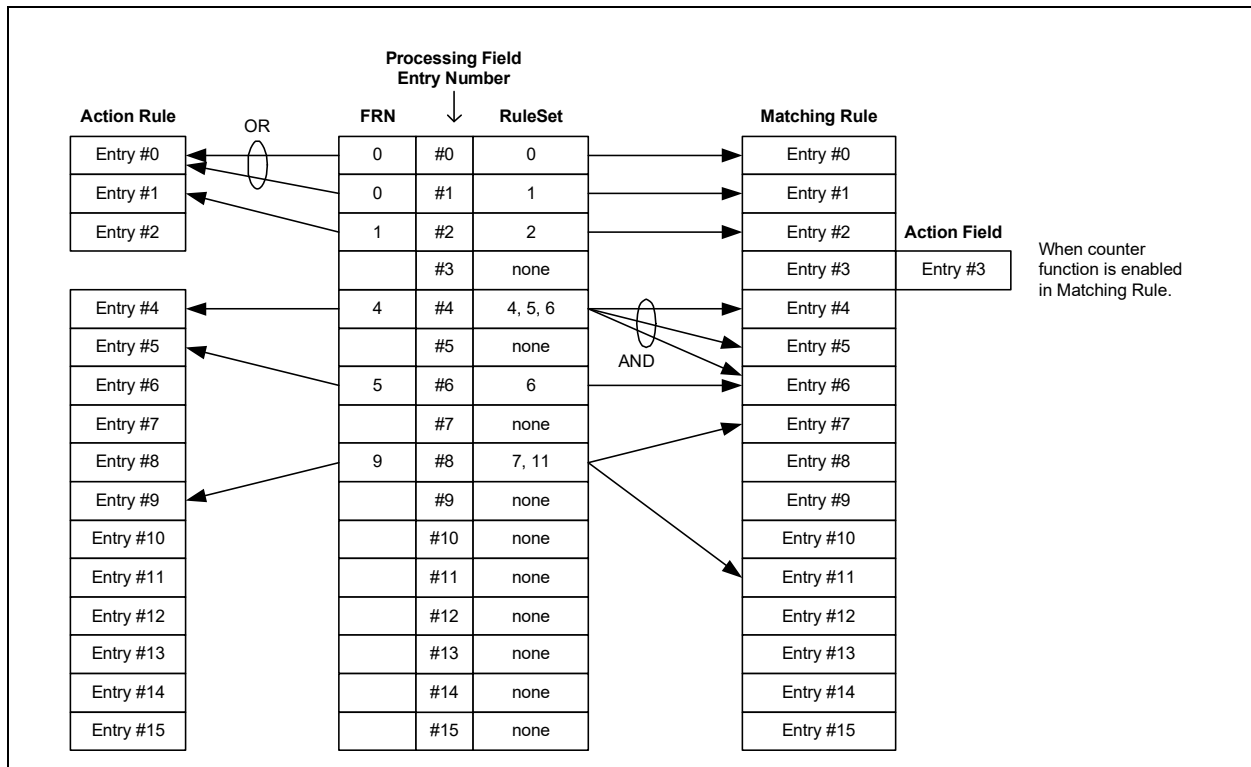 Processing Field
Entry Number
Action Rule
OR
FRN
RuleSet
Matching Rule
Entry #0
0
#0
0
Entry #0
Entry #1
0
#1
1
Entry #1
Entry #2
1
#2
2
Entry #2
Action Field
#3
none
Entry #3
Entry #3
When counter
function is enabled
in Matching Rule.
Entry #4
4
#4
4, 5, 6
Entry #4
Entry #5
#5
none
AND
Entry #5
Entry #6
5
#6
6
Entry #6
Entry #7
#7
none
Entry #7
Entry #8
9
#8
7, 11
Entry #8
Entry #9
#9
none
Entry #9
Entry #10
#10
none
Entry #10
Entry #11
#11
none
Entry #11
Entry #12
#12
none
Entry #12
Entry #13
#13
none
Entry #13
Entry #14
#14
none
Entry #14
Entry #15
#15
none
Entry #15